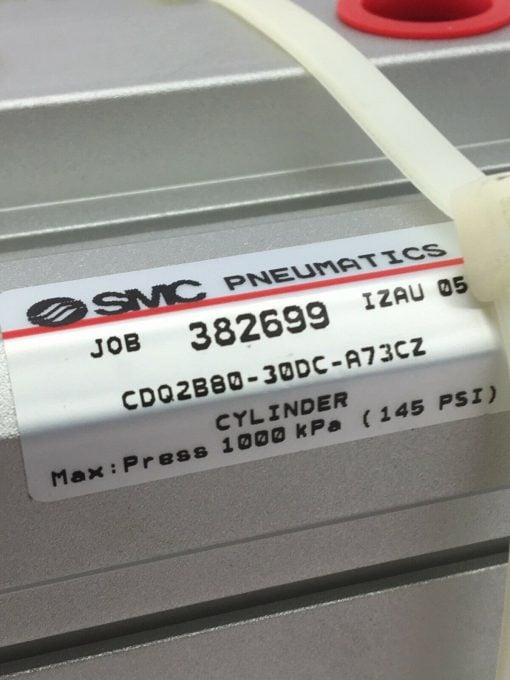 SMC PNEUMATICS
JOB 382699 IZAU 05
CDQ2B80-30DC-A73CZ
CYLINDER
Max:Press 1000 kPa (145 PSI)